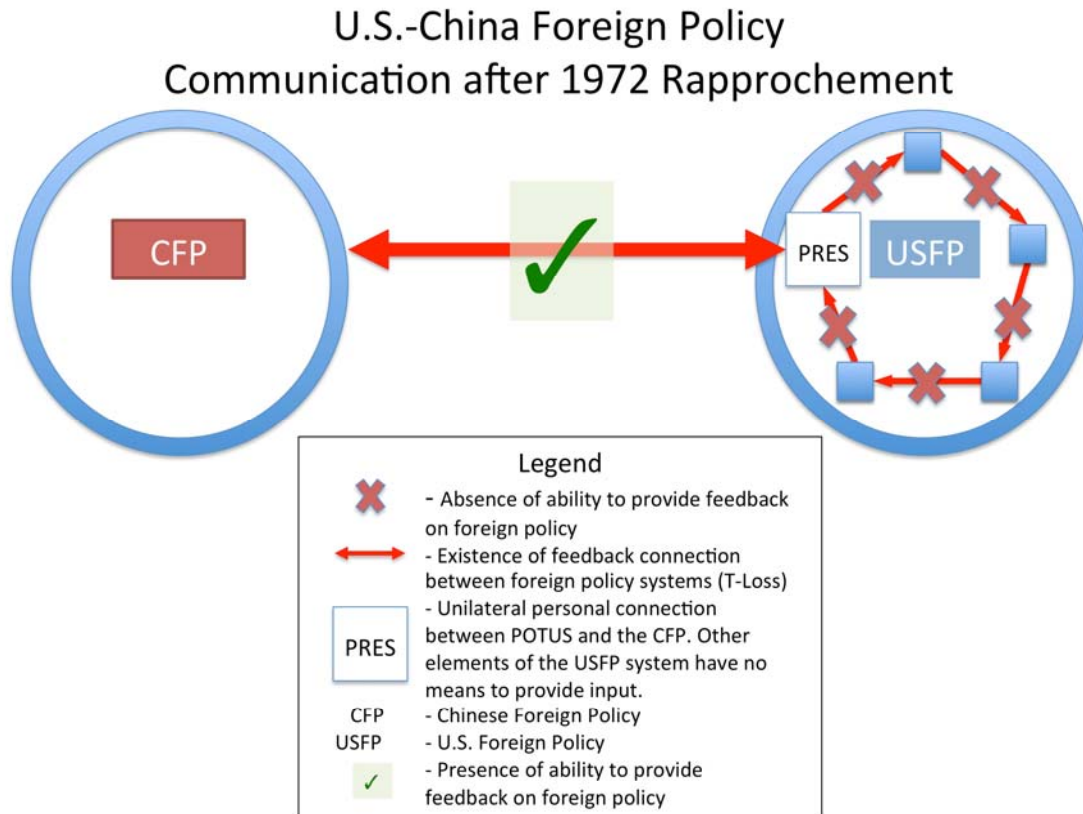 U.S.-China Foreign Policy
Communication after 1972 Rapprochement
CFP
✓
PRES
USFP
Legend
- Absence of ability to provide feedback
on foreign policy
- Existence of feedback connection
between foreign policy systems (T-Loss)
PRES
- Unilateral personal connection
between POTUS and the CFP. Other
elements of the USFP system have no
means to provide input.
CFP - Chinese Foreign Policy
USFP - U.S. Foreign Policy
✓
- Presence of ability to provide
feedback on foreign policy